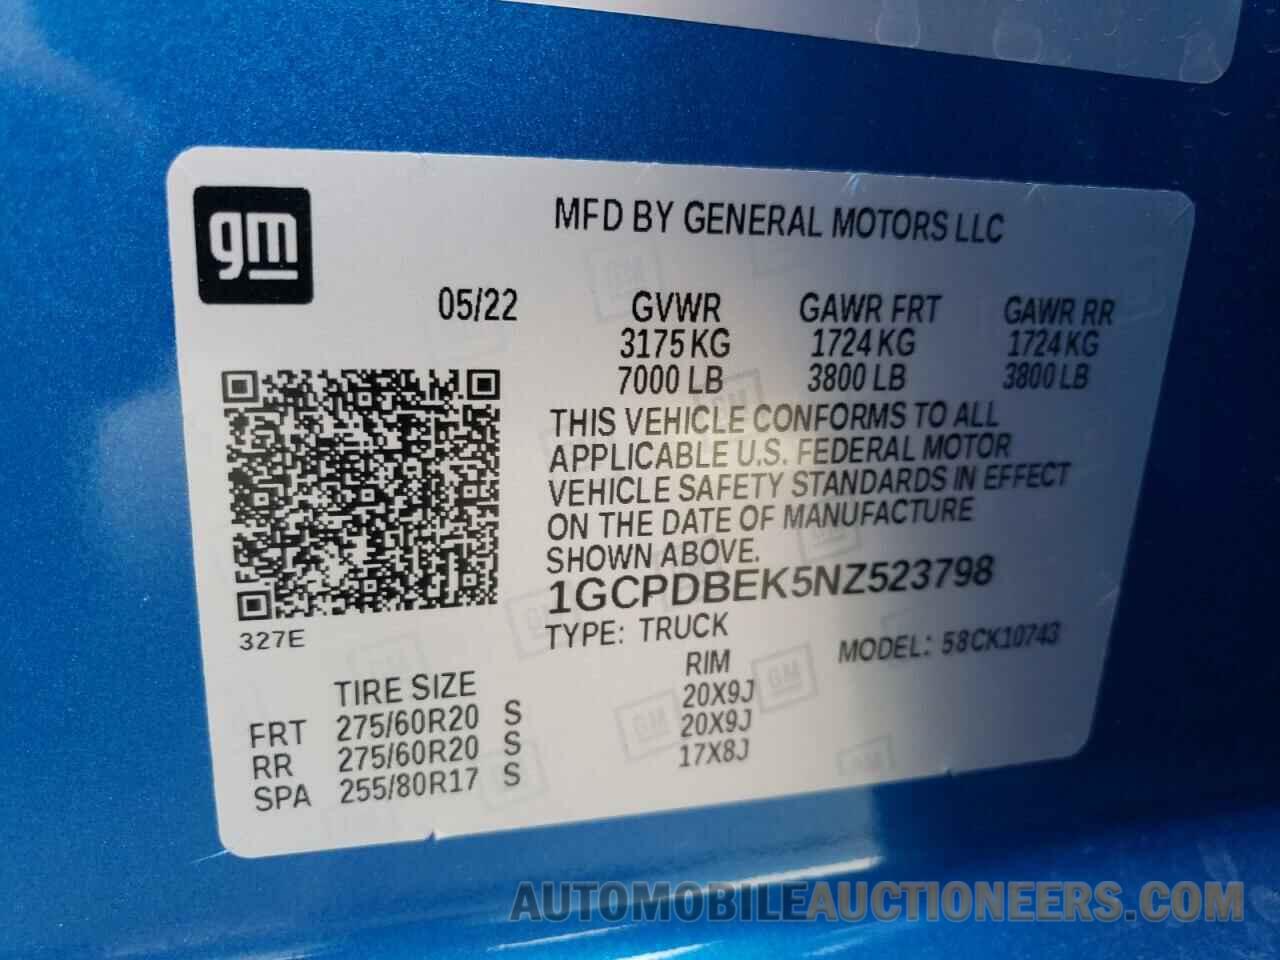 gm
MFD BY GENERAL MOTORS LLC
05/22 GVWR GAWR FRT GAWR RR
3175 KG 1724 KG 1724 KG
7000 LB 3800 LB 3800 LB
THIS VEHICLE CONFORMS TO ALL
APPLICABLE U.S. FEDERAL MOTOR
VEHICLE SAFETY STANDARDS IN EFFECT
ON THE DATE OF MANUFACTURE
SHOWN ABOVE.
1GCPDBEK5NZ523798
327E
TYPE: TRUCK MODEL: 58CK10743
TIRE SIZE RIM
FRT 275/60R20 S 20X9J
RR 275/60R20 S 20X9J
SPA 255/80R17 S 17X8J
AUTOMOBILEAUCTIONEERS.COM